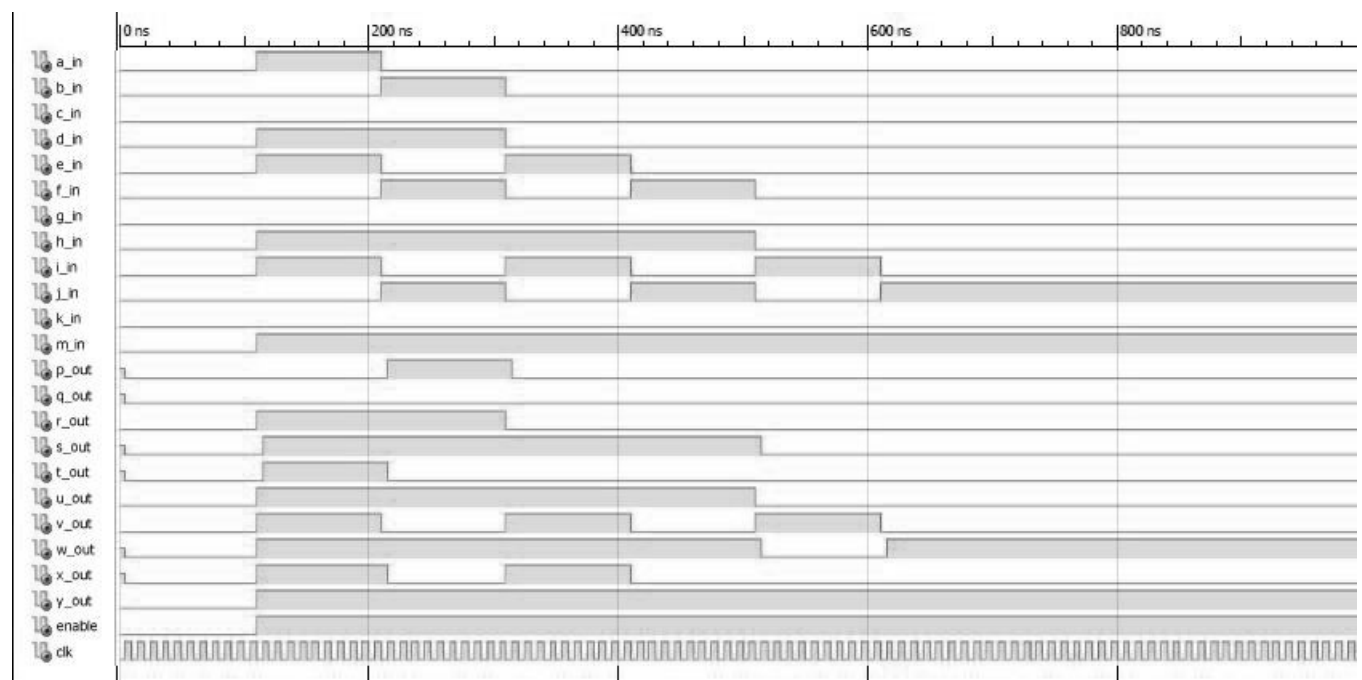 0 ns 200 ns 400 ns 600 ns 800 ns
a_in
b_in
c_in
d_in
e_in
f_in
g_in
h_in
i_in
j_in
k_in
m_in
p_out
q_out
r_out
s_out
t_out
u_out
v_out
w_out
x_out
y_out
enable
clk